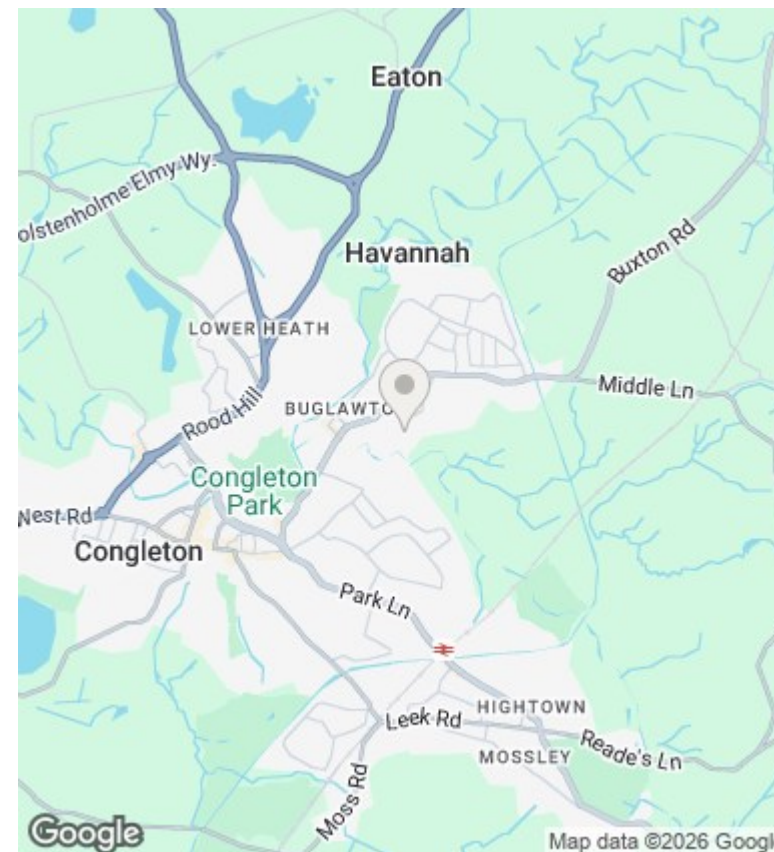 Eaton
olstenholme Elmy Wy.
Havannah
Buxton Rd
LOWER HEATH
Middle Ln
Rood Hill
BUGLAWTO
Congleton
Park
West Rd
Congleton
Park Ln
HIGHTOWN
Leek Rd
Reade's Ln
MOSSLEY
Moss Rd
Google
Map data ©2026 Googl